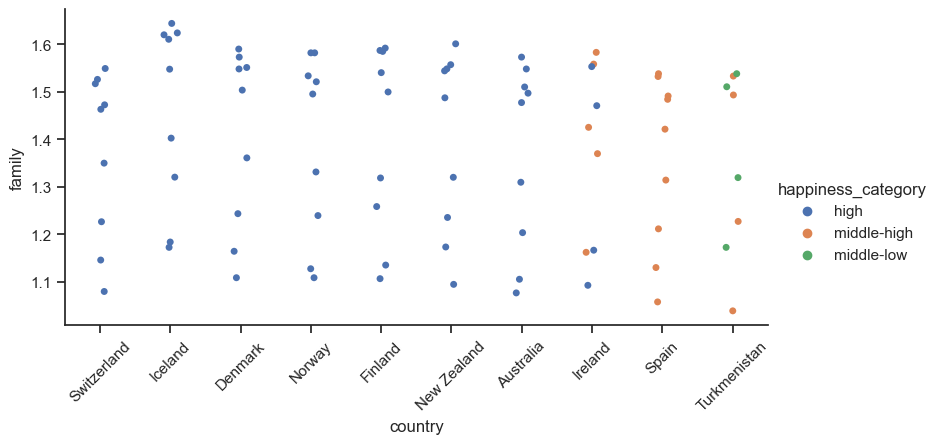 family
1.6
1.5
1.4
1.3
1.2
1.1
Switzerland
Iceland
Denmark
Norway
Finland
New Zealand
Australia
Ireland
Spain
Turkmenistan
country
happiness_category
high
middle-high
middle-low